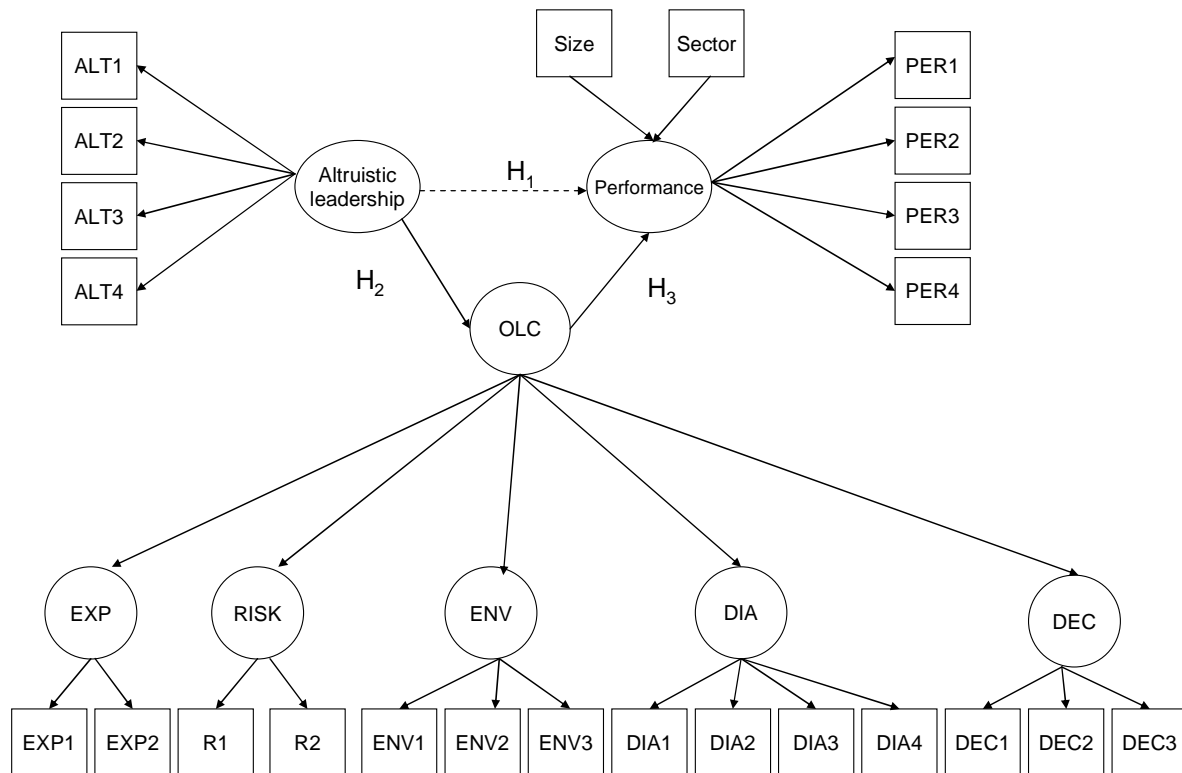 Size
Sector
ALT1
ALT2
ALT3
ALT4
Altruistic
leadership
H₁
Performance
PER1
PER2
PER3
PER4
H₂
H₃
OLC
EXP
RISK
ENV
DIA
DEC
EXP1
EXP2
R1
R2
ENV1
ENV2
ENV3
DIA1
DIA2
DIA3
DIA4
DEC1
DEC2
DEC3